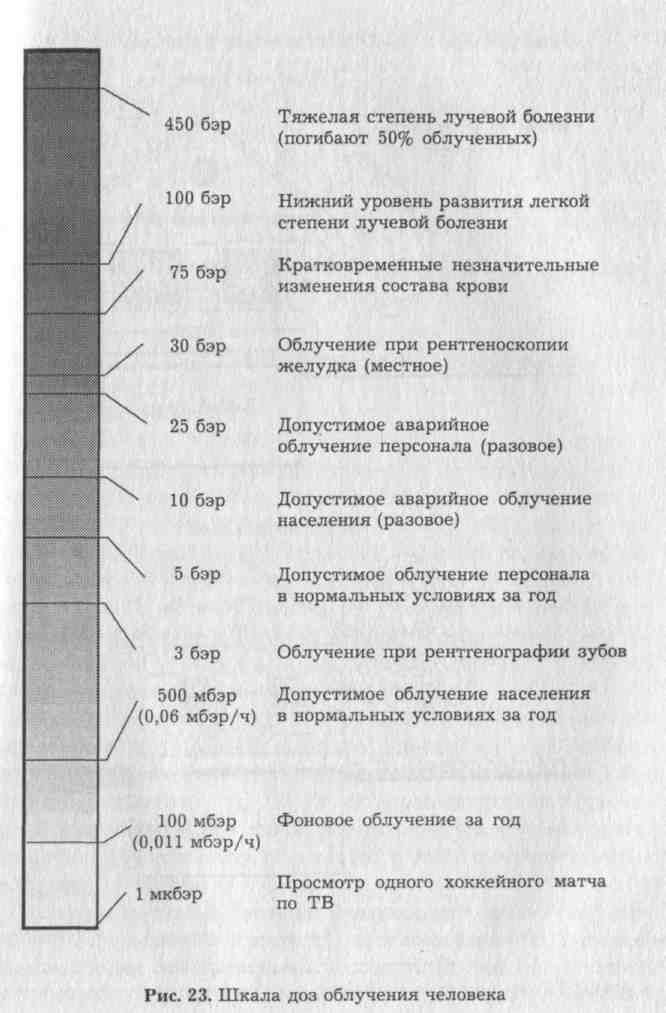 450 бэр Тяжелая степень лучевой болезни
(погибают 50% облученных)
100 бэр Нижний уровень развития легкой
степени лучевой болезни
75 бэр Кратковременные незначительные
изменения состава крови
30 бэр Облучение при рентгеноскопии
желудка (местное)
25 бэр Допустимое аварийное
облучение персонала (разовое)
10 бэр Допустимое аварийное облучение
населения (разовое)
5 бэр Допустимое облучение персонала
в нормальных условиях за год
3 бэр Облучение при рентгенографии зубов
500 мбэр Допустимое облучение населения
(0,06 мбэр/ч) в нормальных условиях за год
100 мбэр Фоновое облучение за год
(0,011 мбэр/ч)
1 мкбэр Просмотр одного хоккейного матча
по ТВ
Рис. 23. Шкала доз облучения человека